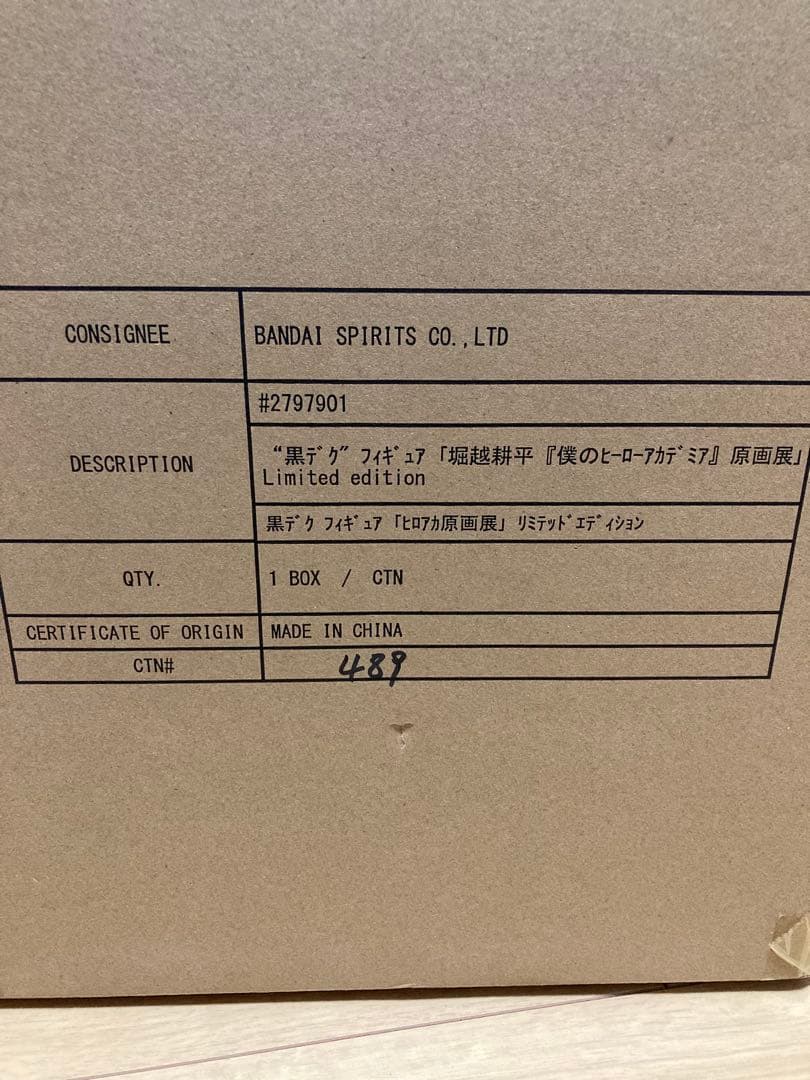 CONSIGNEE
BANDAI SPIRITS CO.,LTD
DESCRIPTION
#2797901
“黒ﾃﾞｸ”ﾌｨｷﾞｭｱ「堀越耕平『僕のﾋｰﾛｰｱｶﾃﾞﾐｱ』原画展」
Limited edition
黒ﾃﾞｸ ﾌｨｷﾞｭｱ「ﾋﾛｱｶ原画展」ﾘﾐﾃｯﾄﾞｴﾃﾞｨｼｮﾝ
QTY.
1 BOX / CTN
CERTIFICATE OF ORIGIN
MADE IN CHINA
CTN#
489